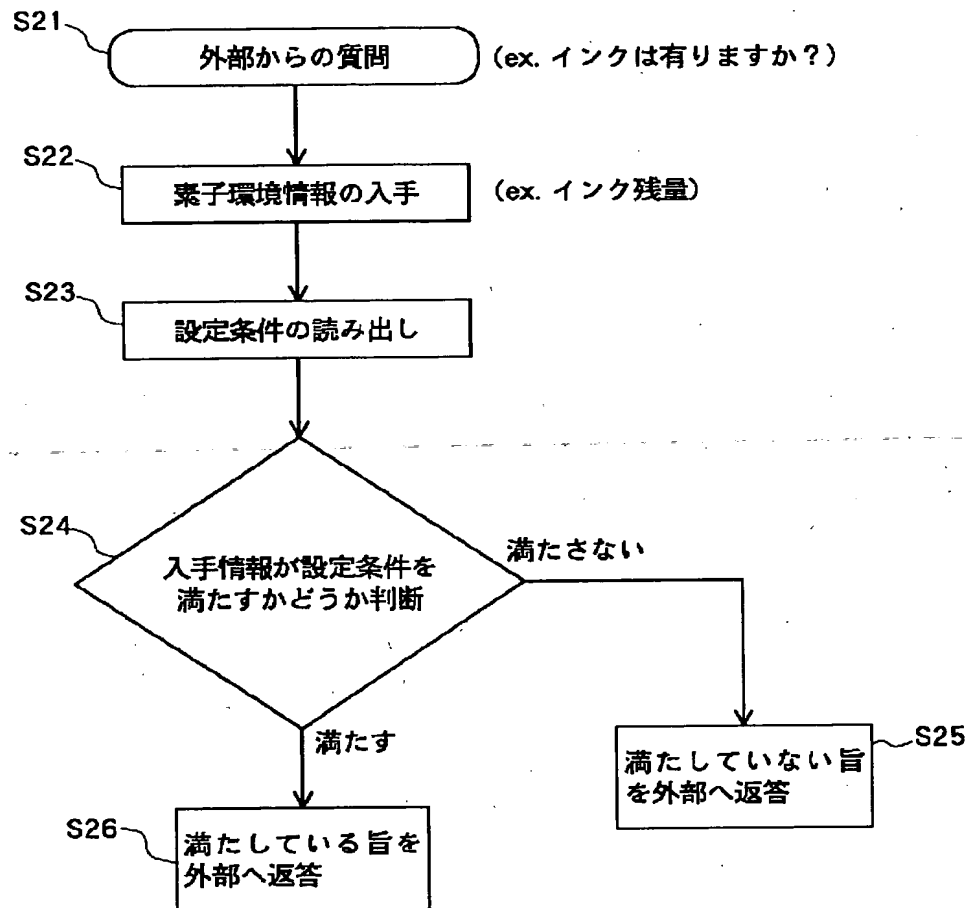 S21
外部からの質問
(ex. インクは有りますか？)
S22
素子環境情報の入手
(ex. インク残量)
S23
設定条件の読み出し
S24
入手情報が設定条件を
満たすかどうか判断
満たさない
満たす
S25
満たしていない旨
を外部へ返答
S26
満たしている旨を
外部へ返答